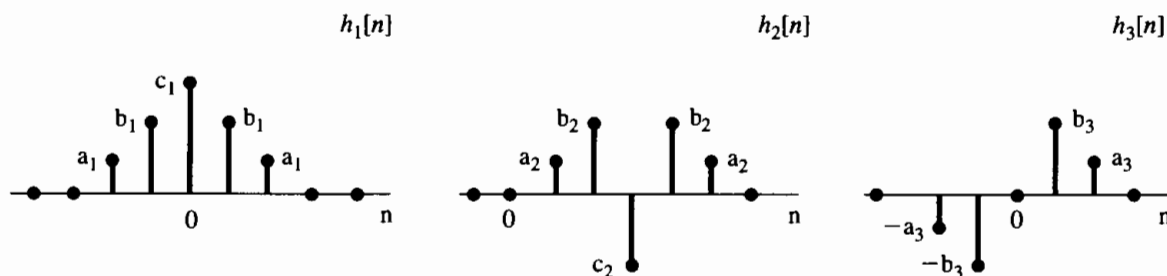 h₁[n]
c₁
b₁
b₁
a₁
a₁
0
n
h₂[n]
b₂
b₂
a₂
a₂
0
n
c₂
h₃[n]
b₃
a₃
0
n
−a₃
−b₃